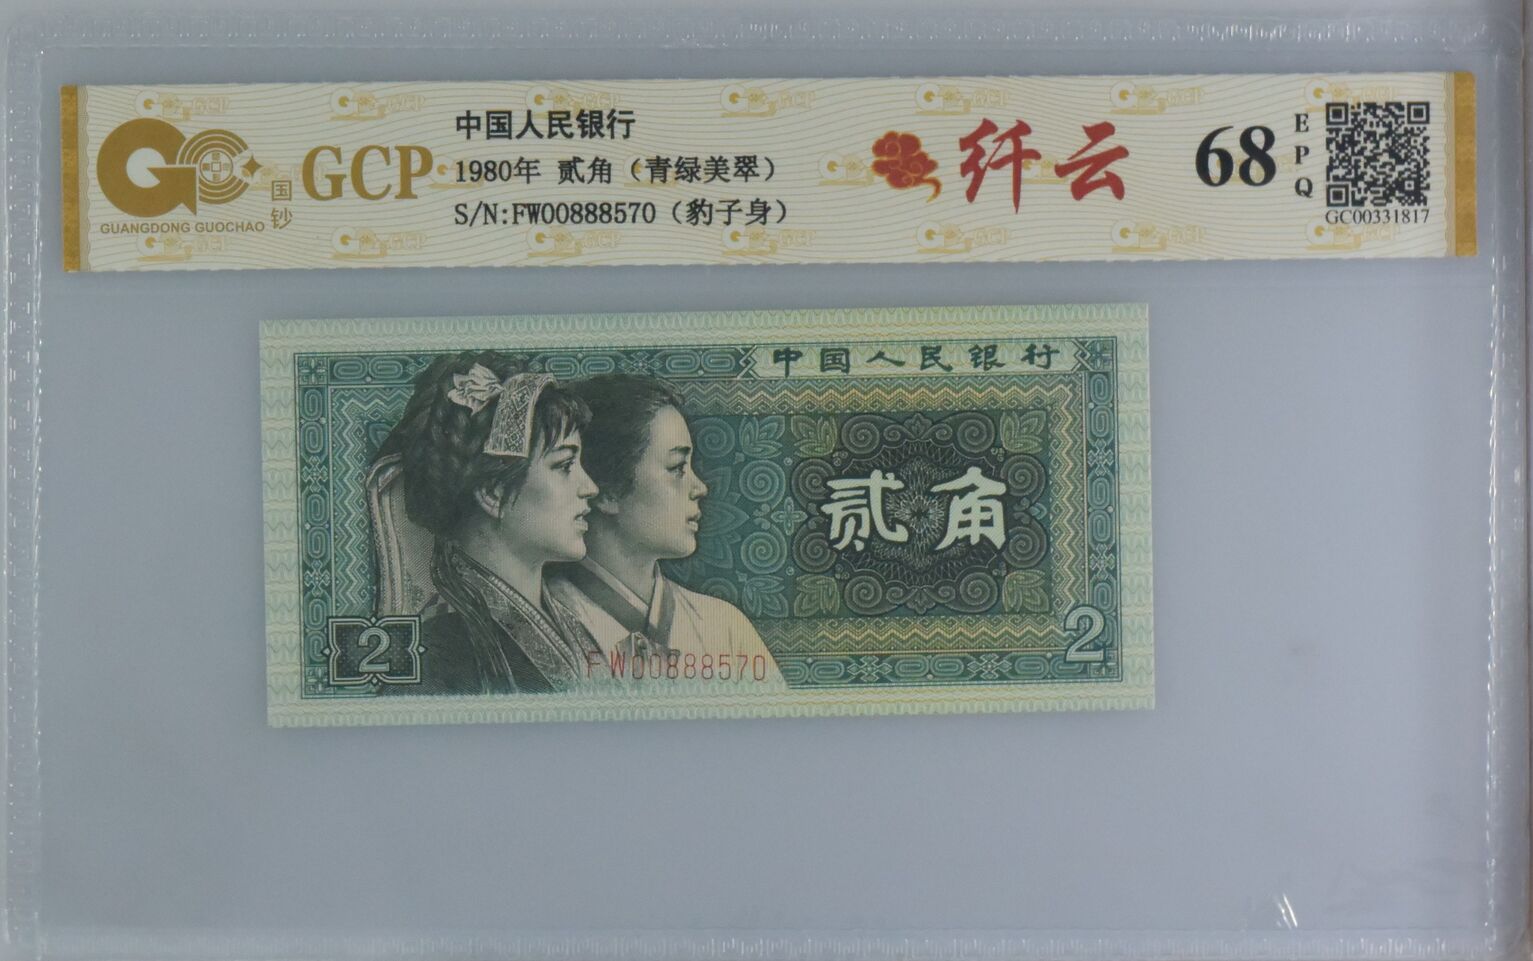 GUANGDONG GUOCHAO
国钞
GCP
中国人民银行
1980年 贰角（青绿美翠）
S/N:FW00888570（豹子身）
纤云
68
EPQ
GC00331817
中国人民银行
贰角
2
2
FW00888570